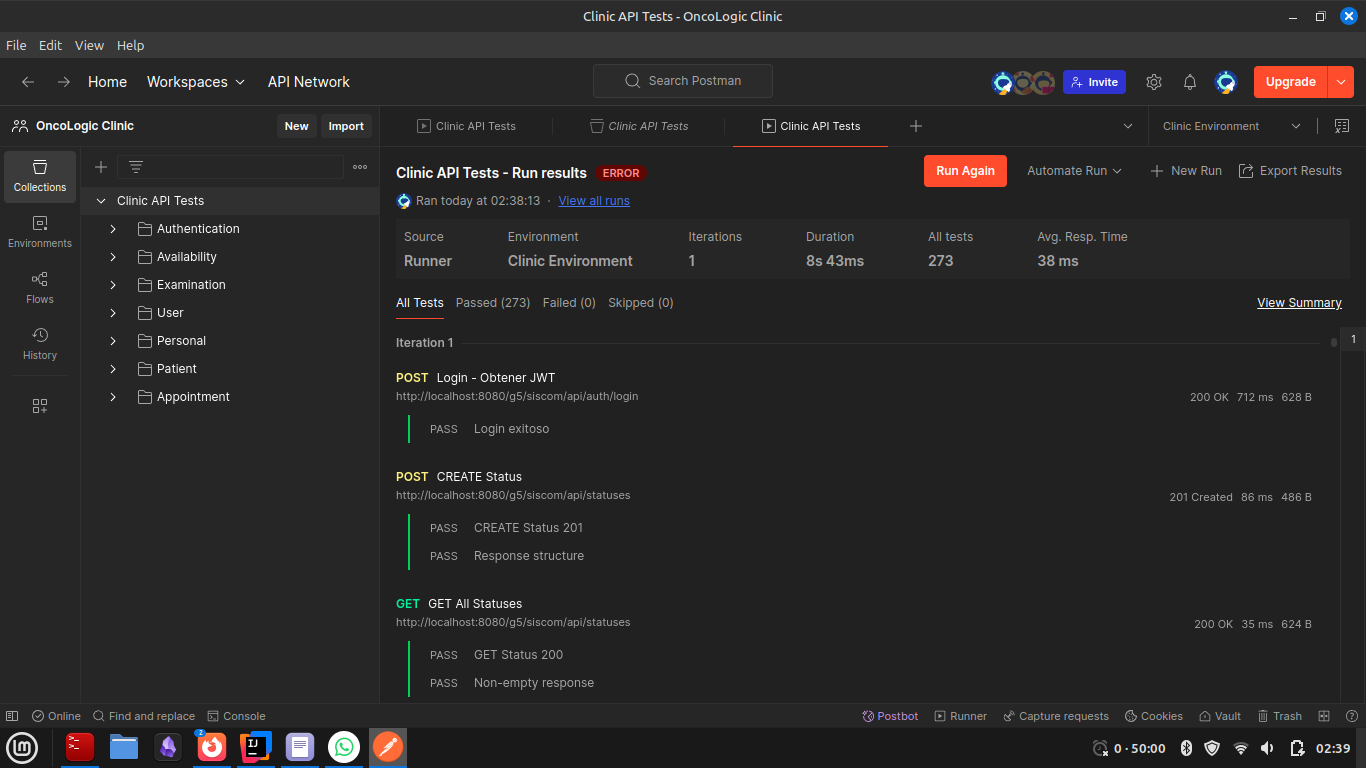 Clinic API Tests - OncoLogic Clinic
File Edit View Help
Home Workspaces API Network
Search Postman
Invite
Upgrade
OncoLogic Clinic
New Import
Clinic API Tests
Clinic API Tests
Clinic API Tests
Clinic Environment
Collections
Environments
Flows
History
Clinic API Tests
Authentication
Availability
Examination
User
Personal
Patient
Appointment
Clinic API Tests - Run results ERROR
Run Again
Automate Run
New Run
Export Results
Ran today at 02:38:13 · View all runs
Source Environment Iterations Duration All tests Avg. Resp. Time
Runner Clinic Environment 1 8s 43ms 273 38 ms
All Tests Passed (273) Failed (0) Skipped (0)
View Summary
Iteration 1
1
POST Login - Obtener JWT
http://localhost:8080/g5/siscom/api/auth/login
200 OK 712 ms 628 B
PASS Login exitoso
POST CREATE Status
http://localhost:8080/g5/siscom/api/statuses
201 Created 86 ms 486 B
PASS CREATE Status 201
PASS Response structure
GET GET All Statuses
http://localhost:8080/g5/siscom/api/statuses
200 OK 35 ms 624 B
PASS GET Status 200
PASS Non-empty response
Online Find and replace Console
Postbot Runner Capture requests Cookies Vault Trash
2
IJ
0 · 50:00
02:39